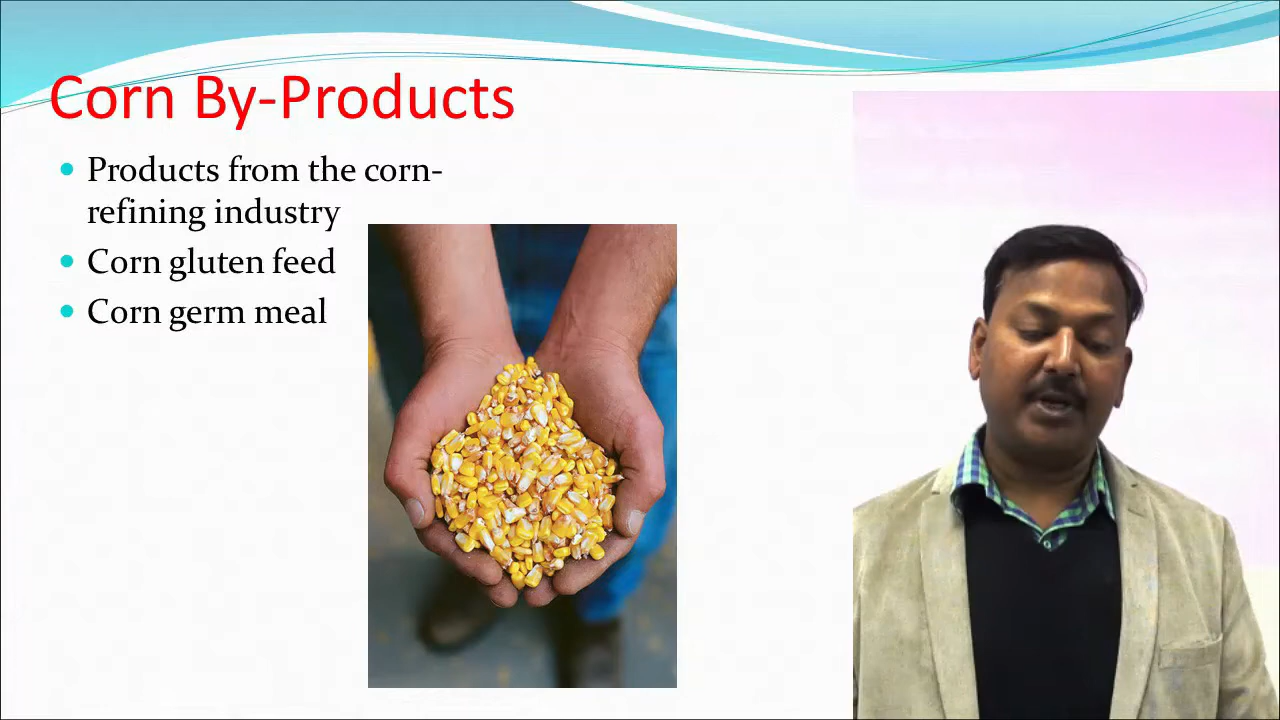 Corn By-Products
Products from the corn-
refining industry
Corn gluten feed
Corn germ meal